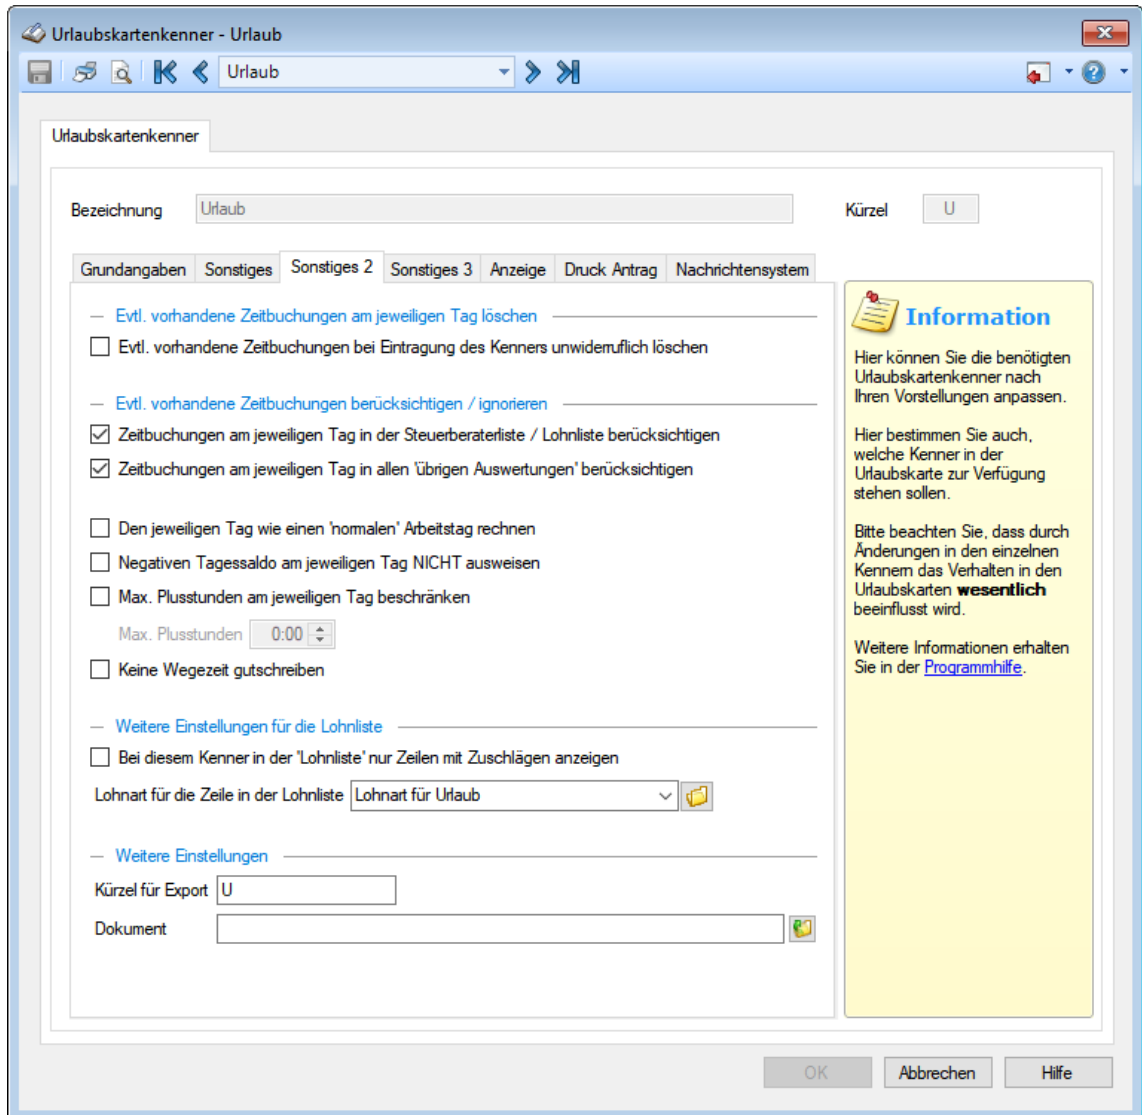 Urlaubskartenkenner - Urlaub
Urlaub
Urlaubskartenkenner
Bezeichnung Urlaub Kürzel U
Grundangaben Sonstiges Sonstiges 2 Sonstiges 3 Anzeige Druck Antrag Nachrichtensystem
Evtl. vorhandene Zeitbuchungen am jeweiligen Tag löschen
Evtl. vorhandene Zeitbuchungen bei Eintragung des Kenners unwiderruflich löschen
Evtl. vorhandene Zeitbuchungen berücksichtigen / ignorieren
Zeitbuchungen am jeweiligen Tag in der Steuerberaterliste / Lohnliste berücksichtigen
Zeitbuchungen am jeweiligen Tag in allen 'übrigen Auswertungen' berücksichtigen
Den jeweiligen Tag wie einen 'normalen' Arbeitstag rechnen
Negativen Tagessaldo am jeweiligen Tag NICHT ausweisen
Max. Plusstunden am jeweiligen Tag beschränken
Max. Plusstunden 0:00
Keine Wegezeit gutschreiben
Weitere Einstellungen für die Lohnliste
Bei diesem Kenner in der 'Lohnliste' nur Zeilen mit Zuschlägen anzeigen
Lohnart für die Zeile in der Lohnliste Lohnart für Urlaub
Weitere Einstellungen
Kürzel für Export U
Dokument
Information
Hier können Sie die benötigten
Urlaubskartenkenner nach
Ihren Vorstellungen anpassen.
Hier bestimmen Sie auch,
welche Kenner in der
Urlaubskarte zur Verfügung
stehen sollen.
Bitte beachten Sie, dass durch
Änderungen in den einzelnen
Kennern das Verhalten in den
Urlaubskarten wesentlich
beeinflusst wird.
Weitere Informationen erhalten
Sie in der Programmhilfe.
OK Abbrechen Hilfe